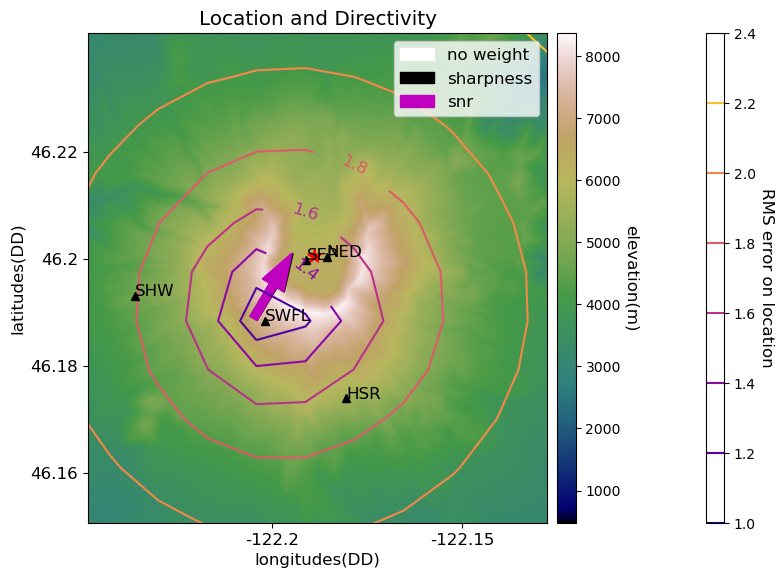 Location and Directivity
no weight
sharpness
snr
1.8
1.6
1.4
SEP
NED
SHW
SWFL
HSR
46.22
46.2
46.18
46.16
latitudes(DD)
-122.2
-122.15
longitudes(DD)
8000
7000
6000
5000
4000
3000
2000
1000
elevation(m)
2.4
2.2
2.0
1.8
1.6
1.4
1.2
1.0
RMS error on location